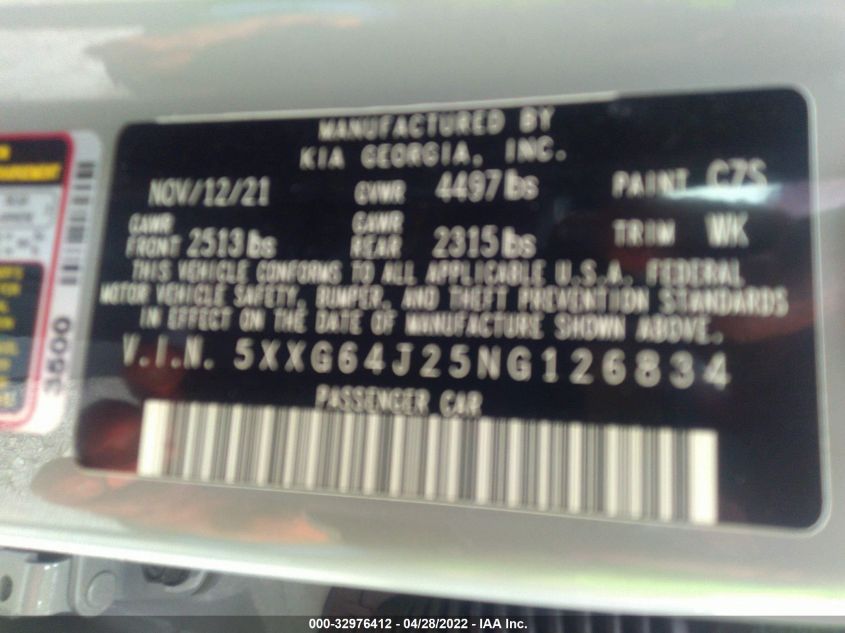 MANUFACTURED BY
KIA GEORGIA, INC.
NOV/12/21 GVWR 4497 lbs PAINT C7S
GAWR FRONT 2513 lbs GAWR REAR 2315 lbs TRIM WK
THIS VEHICLE CONFORMS TO ALL APPLICABLE U.S.A. FEDERAL
MOTOR VEHICLE SAFETY, BUMPER, AND THEFT PREVENTION STANDARDS
IN EFFECT ON THE DATE OF MANUFACTURE SHOWN ABOVE.
V.I.N. 5XXG64J25NG126834
PASSENGER CAR
3500
000-32976412 - 04/28/2022 - IAA Inc.